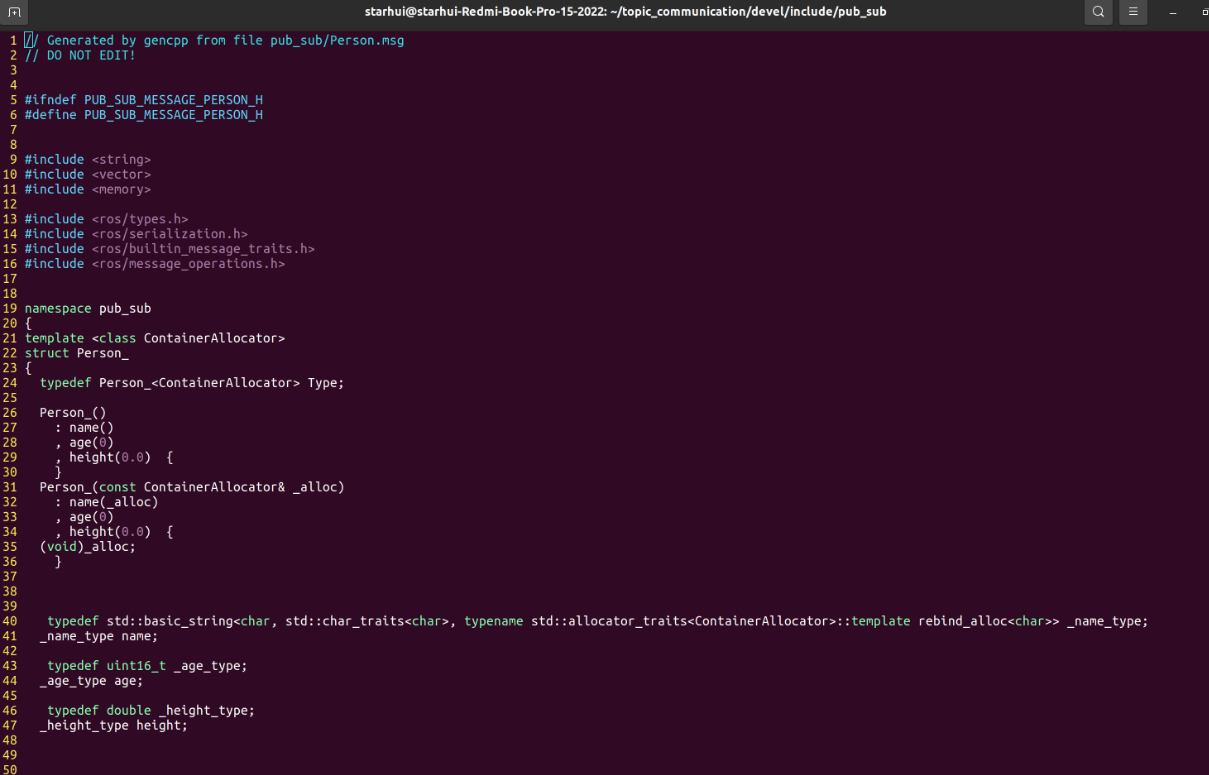 starhui@starhui-Redmi-Book-Pro-15-2022: ~/topic_communication/devel/include/pub_sub
1 // Generated by gencpp from file pub_sub/Person.msg
2 // DO NOT EDIT!
3
4
5 #ifndef PUB_SUB_MESSAGE_PERSON_H
6 #define PUB_SUB_MESSAGE_PERSON_H
7
8
9 #include <string>
10 #include <vector>
11 #include <memory>
12
13 #include <ros/types.h>
14 #include <ros/serialization.h>
15 #include <ros/builtin_message_traits.h>
16 #include <ros/message_operations.h>
17
18
19 namespace pub_sub
20 {
21 template <class ContainerAllocator>
22 struct Person_
23 {
24   typedef Person_<ContainerAllocator> Type;
25
26   Person_()
27     : name()
28     , age(0)
29     , height(0.0)  {
30     }
31   Person_(const ContainerAllocator& _alloc)
32     : name(_alloc)
33     , age(0)
34     , height(0.0)  {
35   (void)_alloc;
36     }
37
38
39
40    typedef std::basic_string<char, std::char_traits<char>, typename std::allocator_traits<ContainerAllocator>::template rebind_alloc<char>> _name_type;
41   _name_type name;
42
43    typedef uint16_t _age_type;
44   _age_type age;
45
46    typedef double _height_type;
47   _height_type height;
48
49
50